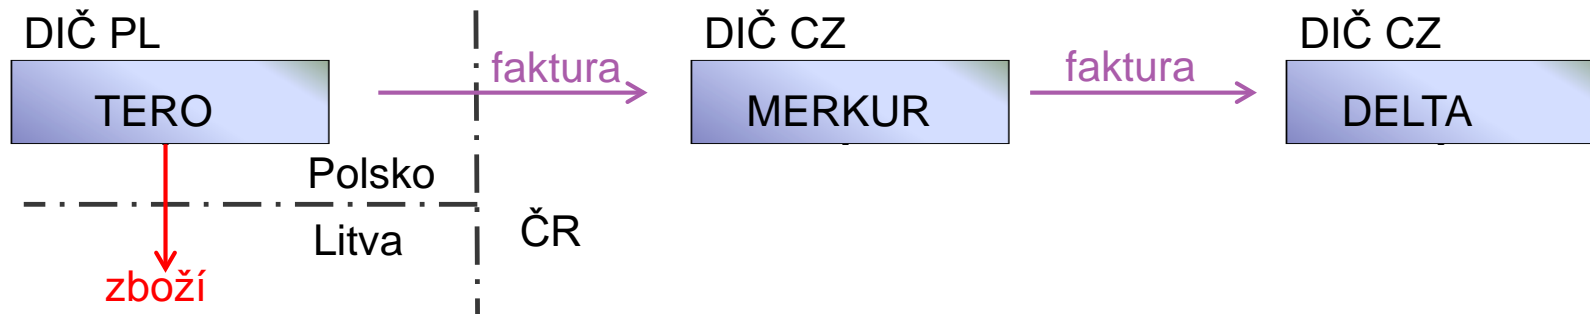 DIČ PL
DIČ CZ
DIČ CZ
faktura
faktura
TERO
MERKUR
DELTA
Polsko
Litva
ČR
zboží